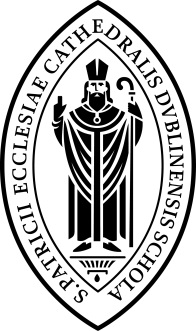 S. PATRICII ECCLESIAE CATHEDRALIS DVBLINENSIS SCHOLA